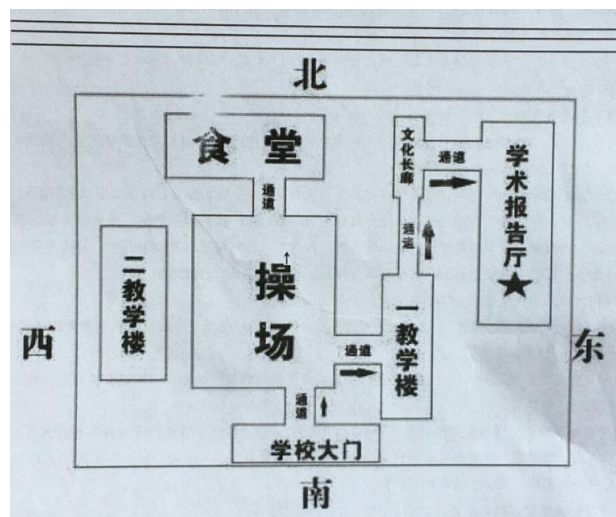 北
食堂
通道
文化长廊
通道
学术报告厅
★
通道
二教学楼
操场
一教学楼
西
东
通道
通道
学校大门
南